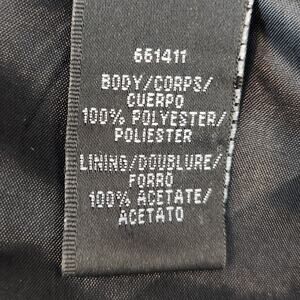 661411
BODY/CORPS/
CUERPO
100% POLYESTER/
POLIESTER
LINING/DOUBLURE/
FORRO
100% ACETATE/
ACETATO